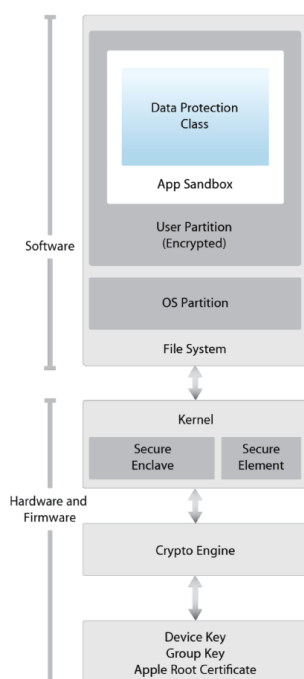 Data Protection
Class
App Sandbox
User Partition
(Encrypted)
Software
OS Partition
File System
Kernel
Secure
Enclave
Secure
Element
Hardware and
Firmware
Crypto Engine
Device Key
Group Key
Apple Root Certificate